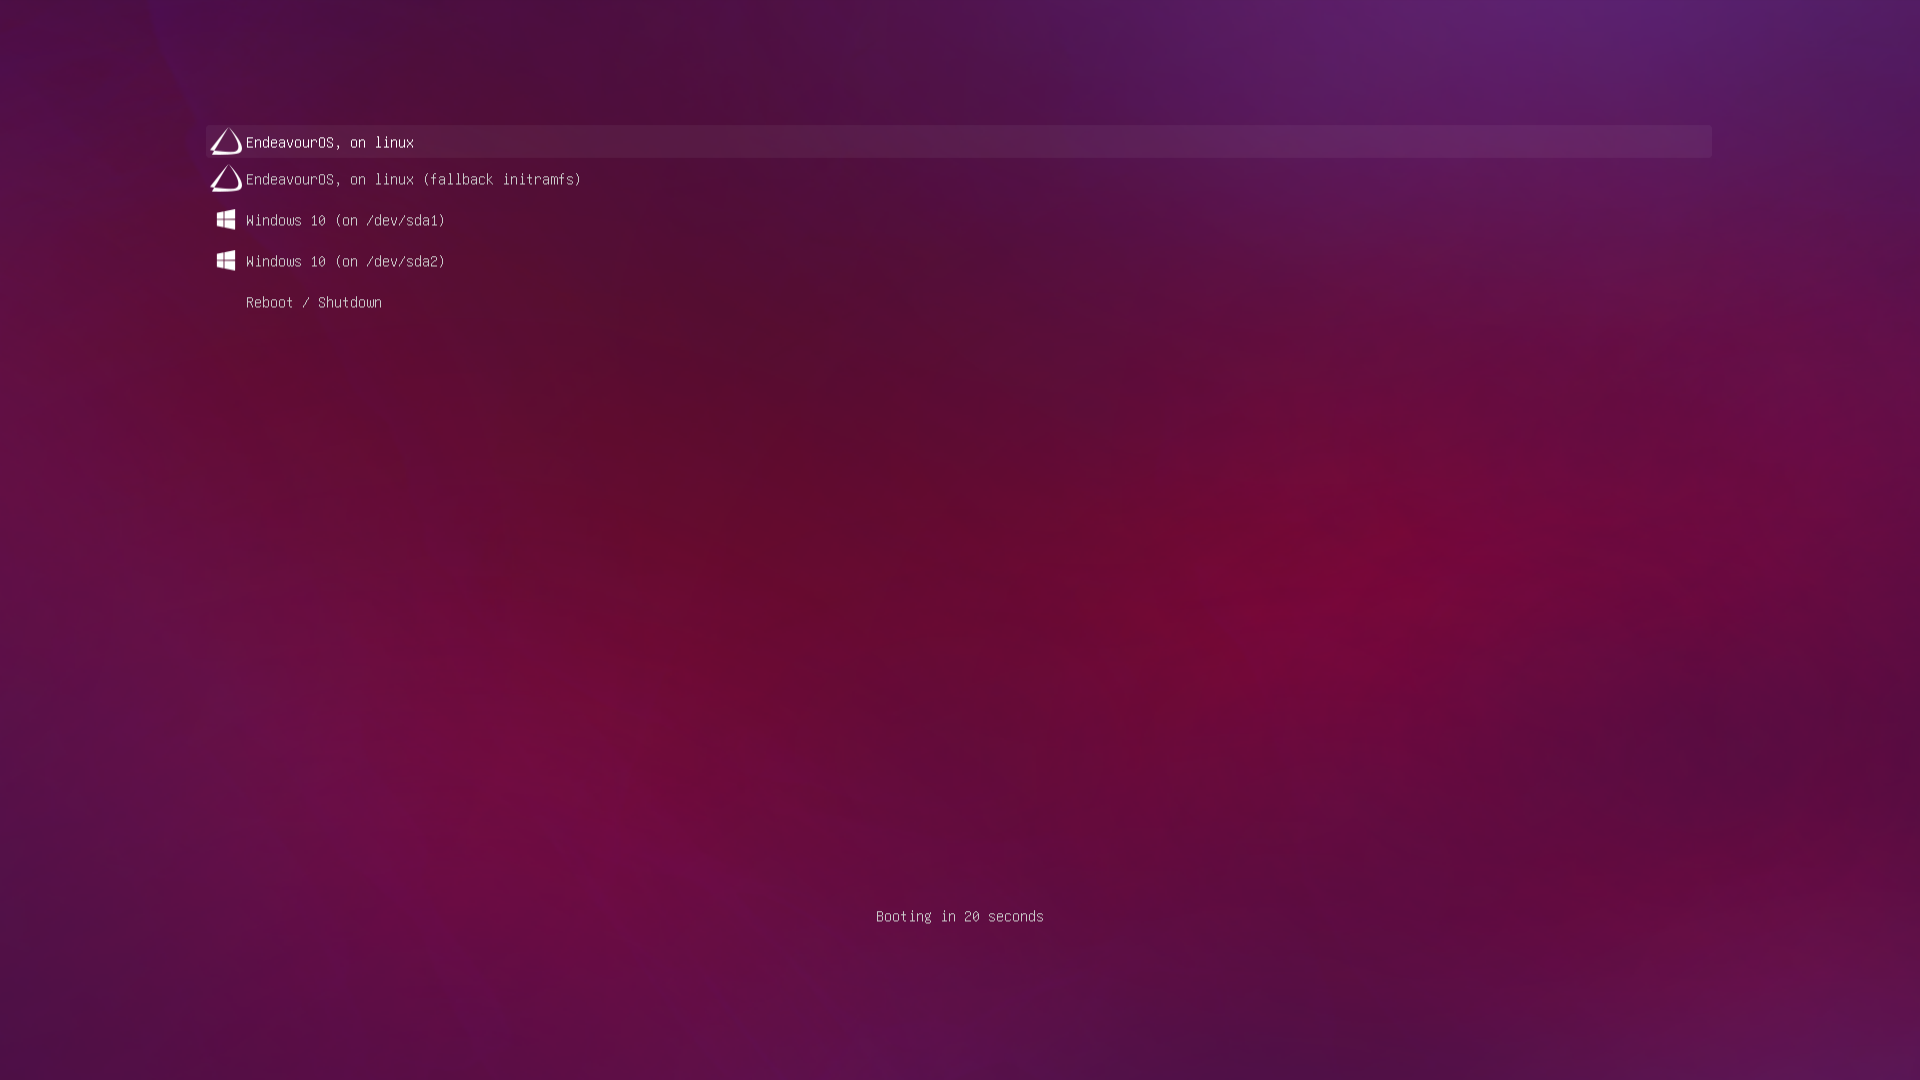 EndeavourOS, on linux
EndeavourOS, on linux (fallback initramfs)
Windows 10 (on /dev/sda1)
Windows 10 (on /dev/sda2)
Reboot / Shutdown
Booting in 20 seconds